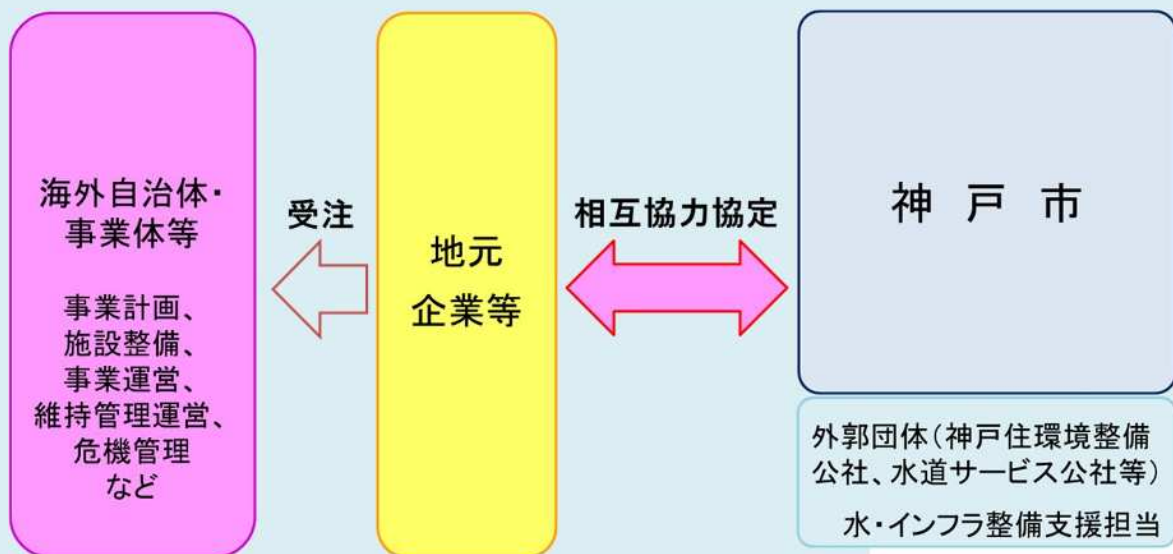 海外自治体・
事業体等
事業計画、
施設整備、
事業運営、
維持管理運営、
危機管理
など
受注
地元
企業等
相互協力協定
神 戸 市
外郭団体（神戸住環境整備
公社、水道サービス公社等）
水・インフラ整備支援担当